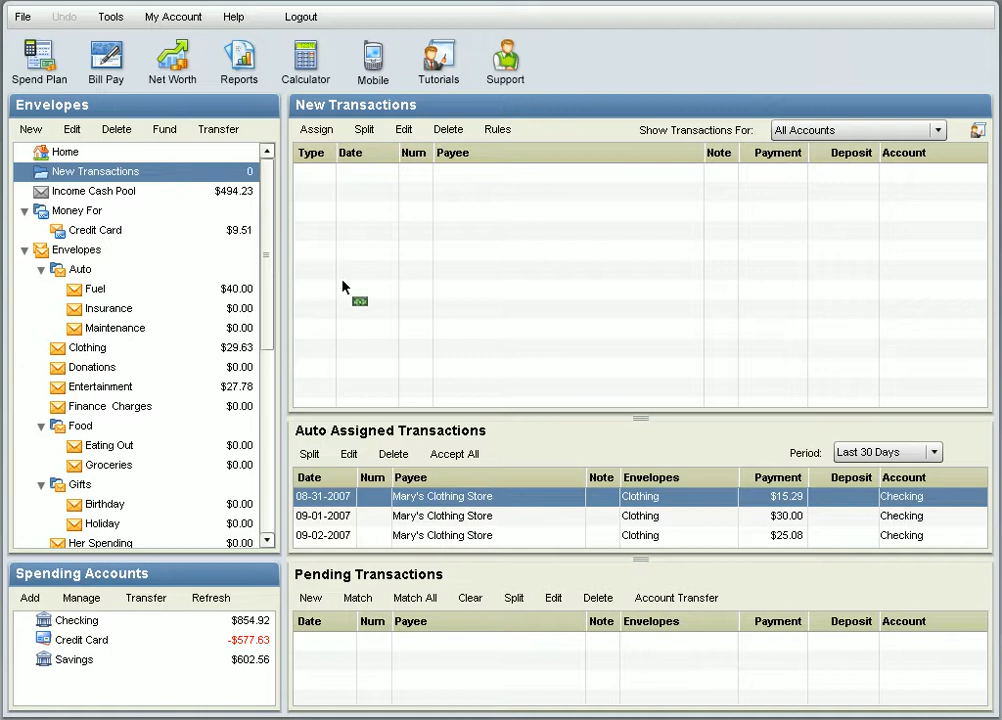 File Undo Tools My Account Help Logout
Spend Plan Bill Pay Net Worth Reports Calculator Mobile Tutorials Support
Envelopes
New Edit Delete Fund Transfer
Home
New Transactions 0
Income Cash Pool $494.23
Money For
Credit Card $9.51
Envelopes
Auto
Fuel $40.00
Insurance $0.00
Maintenance $0.00
Clothing $29.63
Donations $0.00
Entertainment $27.78
Finance Charges $0.00
Food
Eating Out $0.00
Groceries $0.00
Gifts
Birthday $0.00
Holiday $0.00
Her Spending $0.00
Spending Accounts
Add Manage Transfer Refresh
Checking $854.92
Credit Card -$577.63
Savings $602.56
New Transactions
Assign Split Edit Delete Rules Show Transactions For: All Accounts
Type Date Num Payee Note Payment Deposit Account
Auto Assigned Transactions
Split Edit Delete Accept All Period: Last 30 Days
Date Num Payee Note Envelopes Payment Deposit Account
08-31-2007 Mary's Clothing Store Clothing $15.29 Checking
09-01-2007 Mary's Clothing Store Clothing $30.00 Checking
09-02-2007 Mary's Clothing Store Clothing $25.08 Checking
Pending Transactions
New Match Match All Clear Split Edit Delete Account Transfer
Date Num Payee Note Envelopes Payment Deposit Account